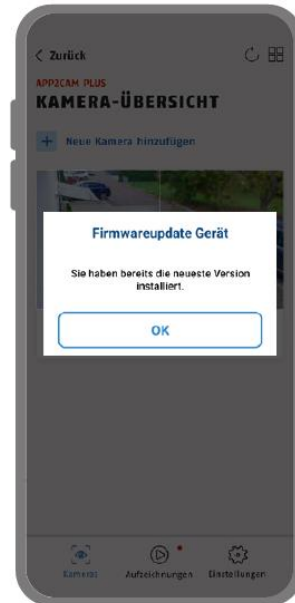 Zurück
APP2CAM PLUS
KAMERA-ÜBERSICHT
Neue Kamera hinzufügen
Firmwareupdate Gerät
Sie haben bereits die neueste Version
installiert.
OK
Kameras
Aufzeichnungen
Einstellungen